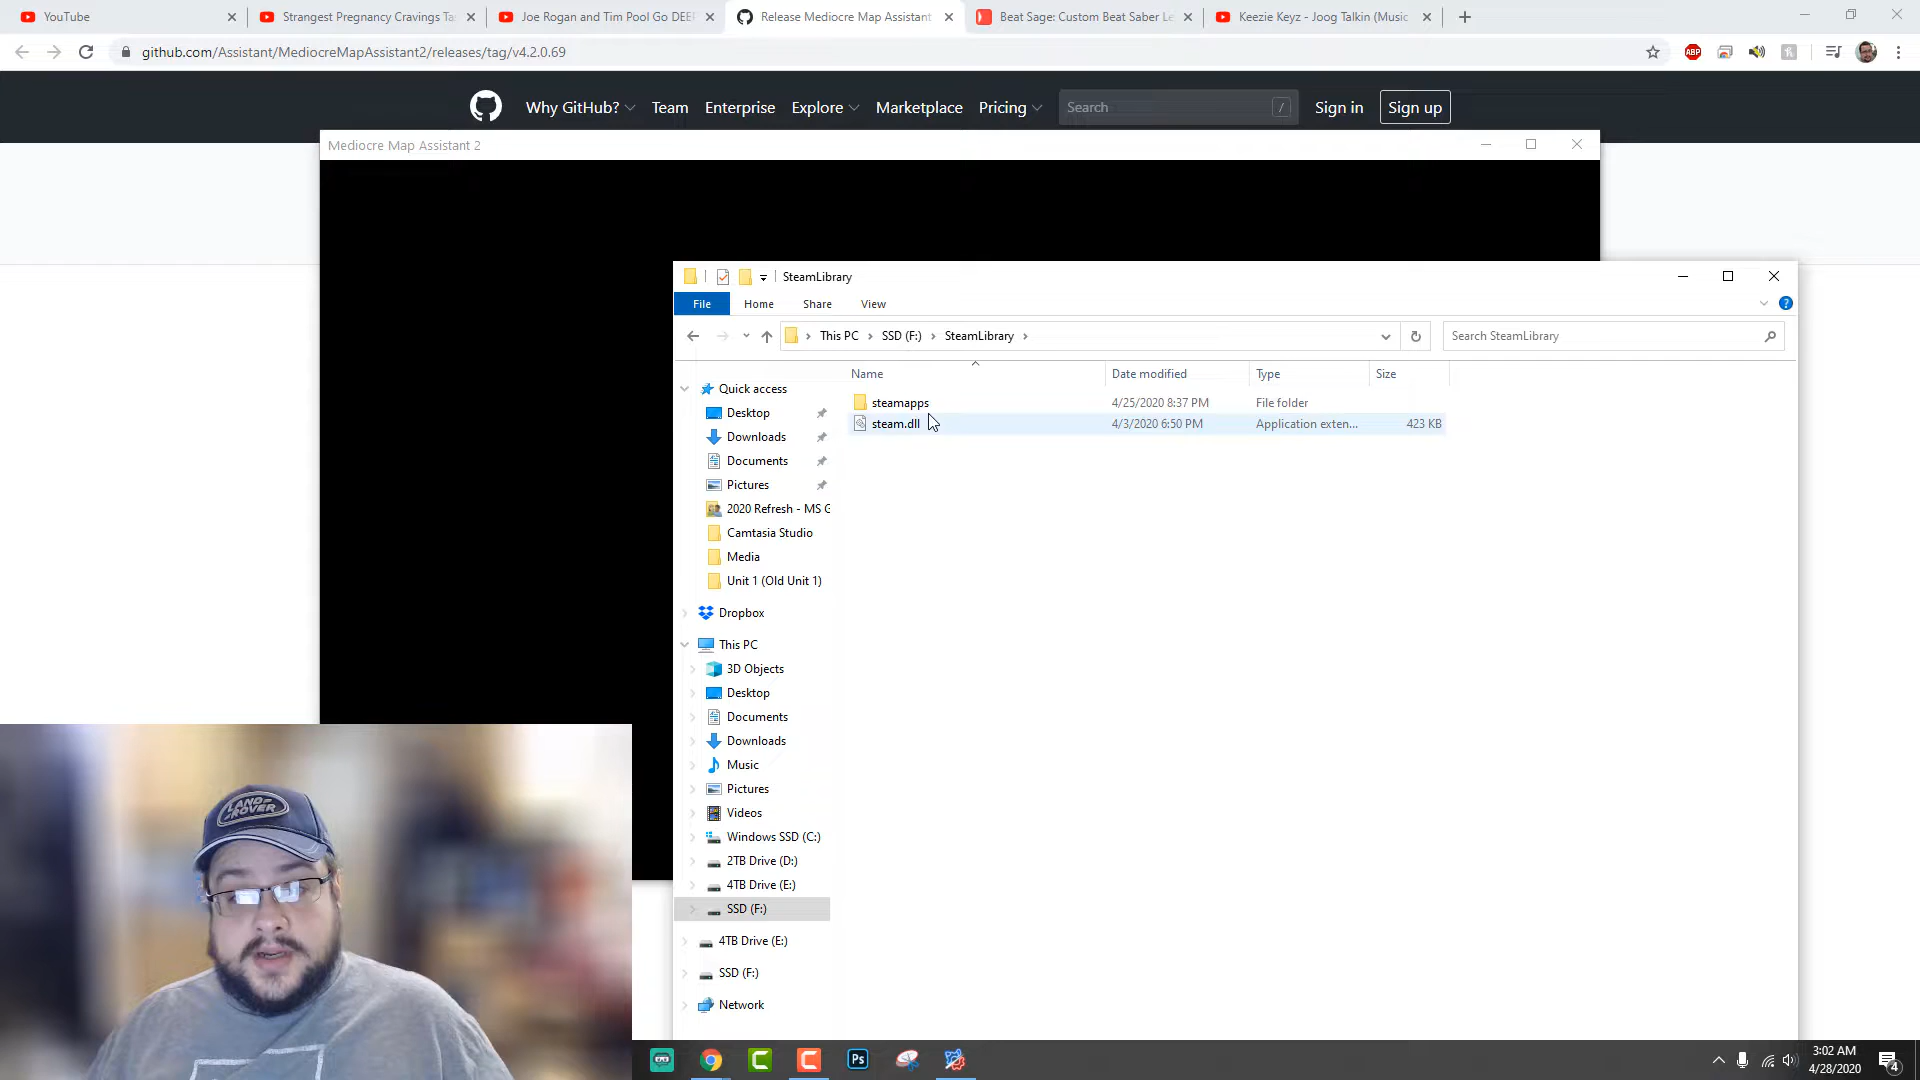 YouTube
Strangest Pregnancy Cravings Ta
Joe Rogan and Tim Pool Go DEE
Release Mediocre Map Assistant
Beat Sage: Custom Beat Saber Le
Keezie Keyz - Joog Talkin (Music
github.com/Assistant/MediocreMapAssistant2/releases/tag/v4.2.0.69
ABP
Why GitHub? Team Enterprise Explore Marketplace Pricing Search / Sign in Sign up
Mediocre Map Assistant 2
SteamLibrary
File Home Share View
This PC SSD (F:) SteamLibrary Search SteamLibrary
Name Date modified Type Size
steamapps 4/25/2020 8:37 PM File folder
steam.dll 4/3/2020 6:50 PM Application exten... 423 KB
Quick access
Desktop
Downloads
Documents
Pictures
2020 Refresh - MS G
Camtasia Studio
Media
Unit 1 (Old Unit 1)
Dropbox
This PC
3D Objects
Desktop
Documents
Downloads
Music
Pictures
Videos
Windows SSD (C:)
2TB Drive (D:)
4TB Drive (E:)
SSD (F:)
4TB Drive (E:)
SSD (F:)
Network
LAND
ROVER
Ps
3:02 AM
4/28/2020
4